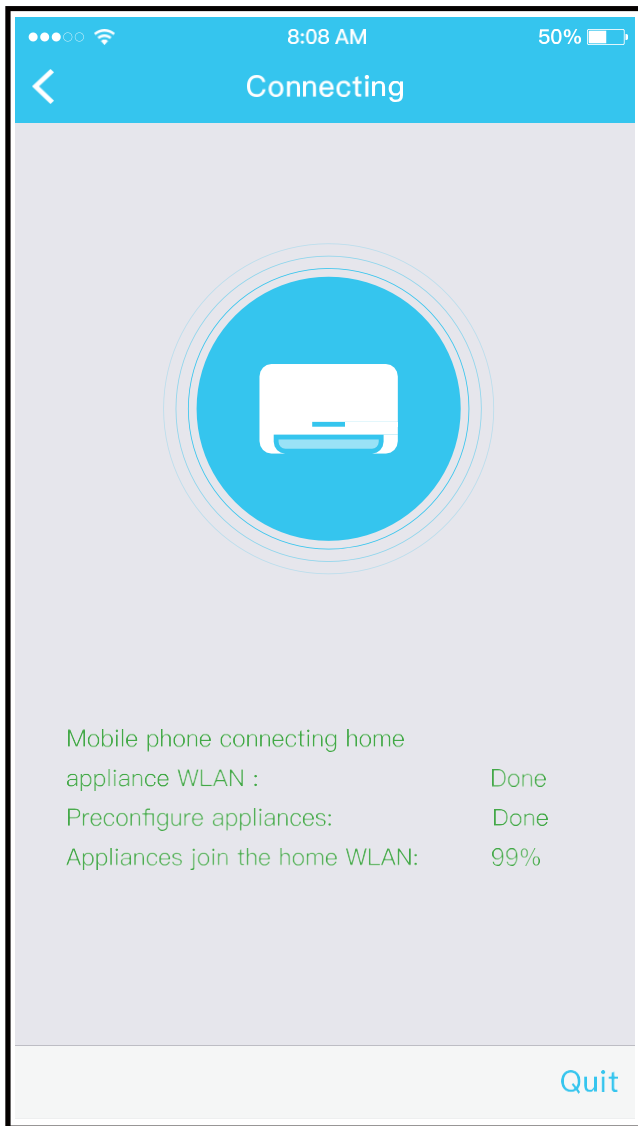 8:08 AM 50%
Connecting
Mobile phone connecting home
appliance WLAN : Done
Preconfigure appliances: Done
Appliances join the home WLAN: 99%
Quit